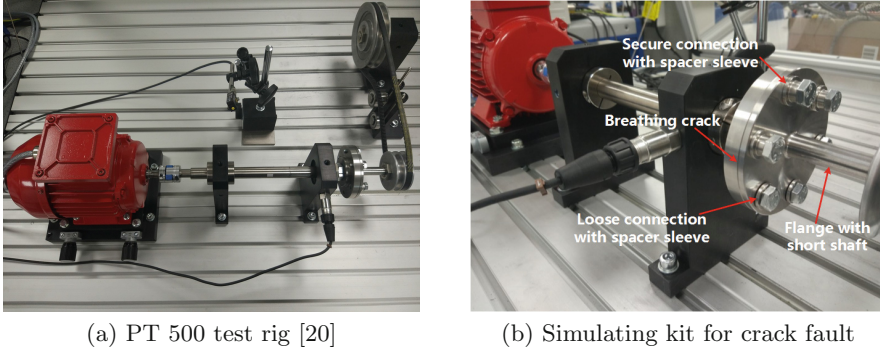 Secure connection
with spacer sleeve
Breathing crack
Loose connection
with spacer sleeve
Flange with
short shaft
(a) PT 500 test rig [20]
(b) Simulating kit for crack fault